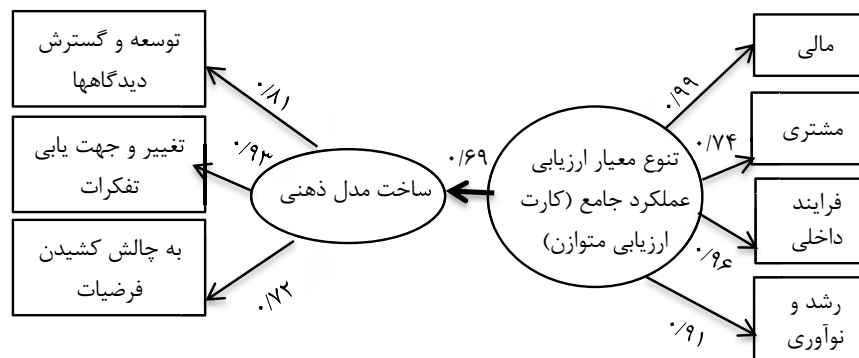 مالی
۰/۹۹
مشتری
۰/۷۴
فرایند
داخلی
۰/۹۶
رشد و
نوآوری
۰/۹۱
تنوع معیار ارزیابی
عملکرد جامع (کارت
ارزیابی متوازن)
۰/۶۹
ساخت مدل ذهنی
توسعه و گسترش
دیدگاهها
۰/۸۱
تغییر و جهت یابی
تفکرات
۰/۹۳
به چالش کشیدن
فرضیات
۰/۷۲